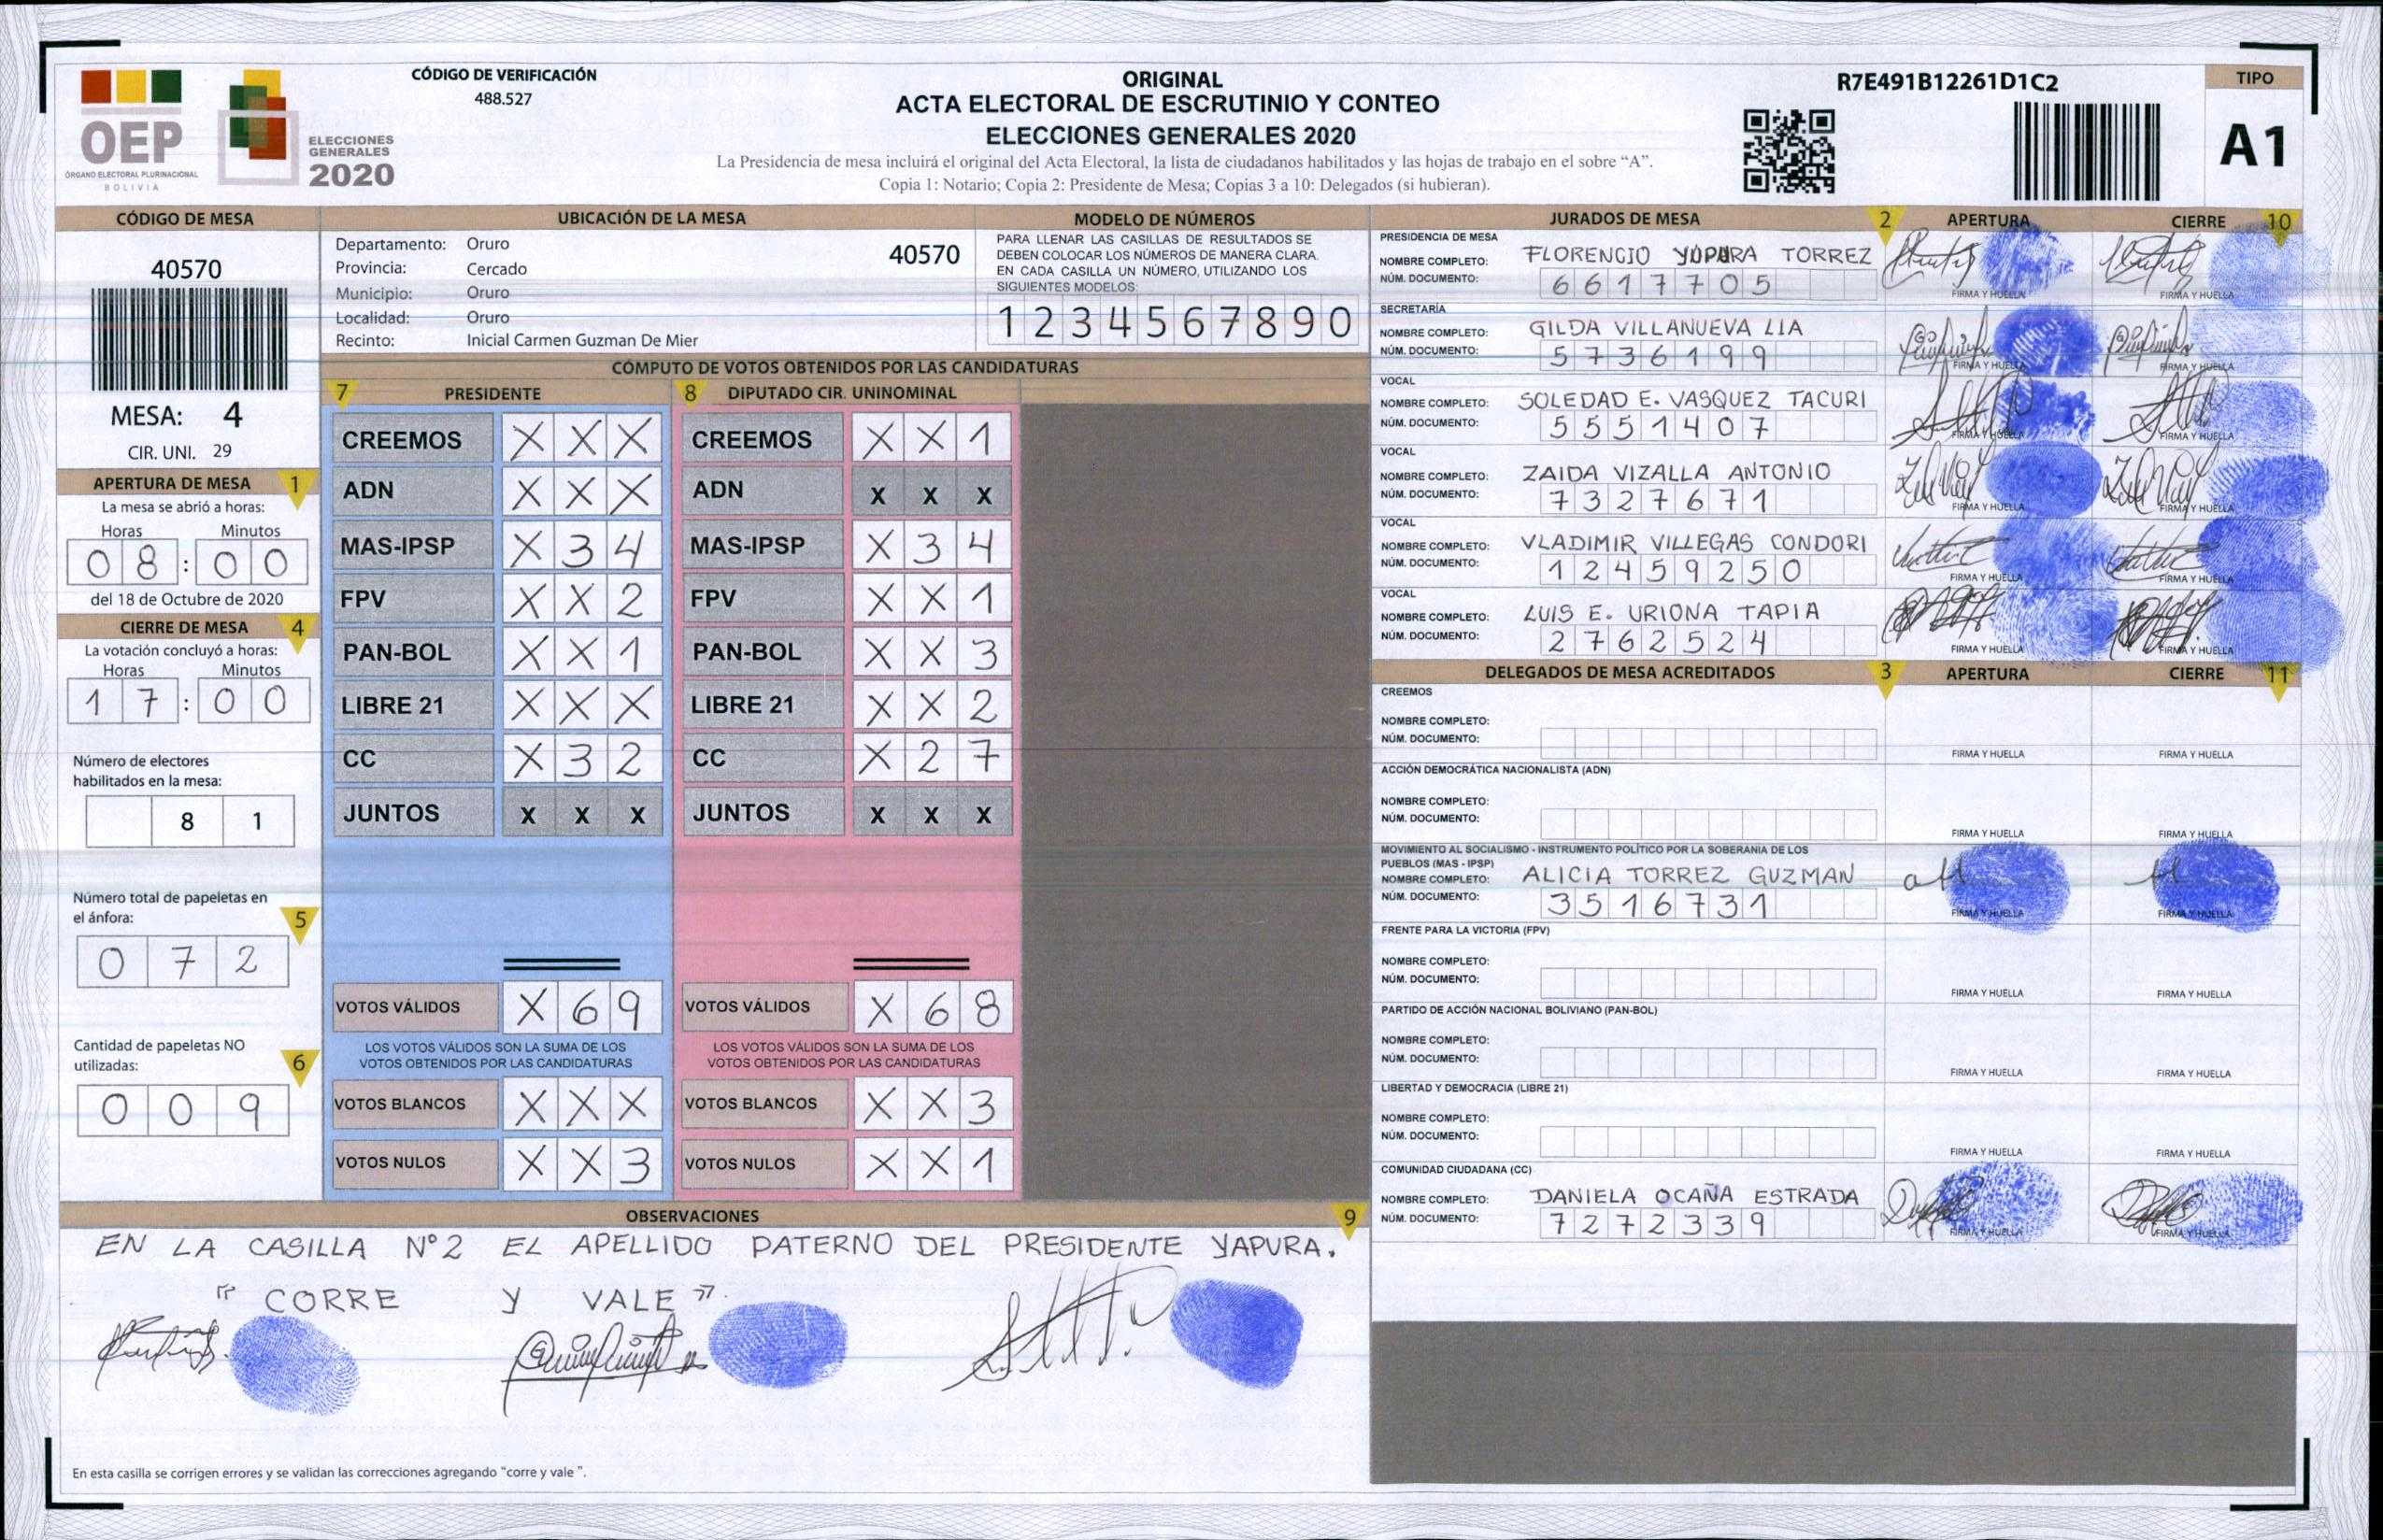 OEP
ÓRGANO ELECTORAL PLURINACIONAL
BOLIVIA
ELECCIONES
GENERALES
2020
CÓDIGO DE VERIFICACIÓN
488.527
ORIGINAL
ACTA ELECTORAL DE ESCRUTINIO Y CONTEO
ELECCIONES GENERALES 2020
La Presidencia de mesa incluirá el original del Acta Electoral, la lista de ciudadanos habilitados y las hojas de trabajo en el sobre “A”.
Copia 1: Notario; Copia 2: Presidente de Mesa; Copias 3 a 10: Delegados (si hubieran).
R7E491B12261D1C2
TIPO
A1
CÓDIGO DE MESA
40570
MESA: 4
CIR. UNI. 29
APERTURA DE MESA 1
La mesa se abrió a horas:
Horas Minutos
0 8 : 0 0
del 18 de Octubre de 2020
CIERRE DE MESA 4
La votación concluyó a horas:
Horas Minutos
1 7 : 0 0
Número de electores
habilitados en la mesa:
8 1
Número total de papeletas en
el ánfora: 5
0 7 2
Cantidad de papeletas NO
utilizadas: 6
0 0 9
UBICACIÓN DE LA MESA
Departamento: Oruro 40570
Provincia: Cercado
Municipio: Oruro
Localidad: Oruro
Recinto: Inicial Carmen Guzman De Mier
MODELO DE NÚMEROS
PARA LLENAR LAS CASILLAS DE RESULTADOS SE
DEBEN COLOCAR LOS NÚMEROS DE MANERA CLARA.
EN CADA CASILLA UN NÚMERO, UTILIZANDO LOS
SIGUIENTES MODELOS:
1 2 3 4 5 6 7 8 9 0
CÓMPUTO DE VOTOS OBTENIDOS POR LAS CANDIDATURAS
7 PRESIDENTE 8 DIPUTADO CIR. UNINOMINAL
CREEMOS X X X CREEMOS X X 1
ADN X X X ADN X X X
MAS-IPSP X 3 4 MAS-IPSP X 3 4
FPV X X 2 FPV X X 1
PAN-BOL X X 1 PAN-BOL X X 3
LIBRE 21 X X X LIBRE 21 X X 2
CC X 3 2 CC X 2 7
JUNTOS X X X JUNTOS X X X
VOTOS VÁLIDOS X 6 9 VOTOS VÁLIDOS X 6 8
LOS VOTOS VÁLIDOS SON LA SUMA DE LOS LOS VOTOS VÁLIDOS SON LA SUMA DE LOS
VOTOS OBTENIDOS POR LAS CANDIDATURAS VOTOS OBTENIDOS POR LAS CANDIDATURAS
VOTOS BLANCOS X X X VOTOS BLANCOS X X 3
VOTOS NULOS X X 3 VOTOS NULOS X X 1
OBSERVACIONES 9
EN LA CASILLA N°2 EL APELLIDO PATERNO DEL PRESIDENTE YAPURA.
"CORRE Y VALE".
En esta casilla se corrigen errores y se validan las correcciones agregando "corre y vale ".
JURADOS DE MESA 2 APERTURA CIERRE 10
PRESIDENCIA DE MESA
NOMBRE COMPLETO: FLORENCIO TORREZ
NÚM. DOCUMENTO: 6617705
FIRMA Y HUELLA FIRMA Y HUELLA
SECRETARÍA
NOMBRE COMPLETO: GILDA VILLANUEVA LIA
NÚM. DOCUMENTO: 5736199
FIRMA Y HUELLA FIRMA Y HUELLA
VOCAL
NOMBRE COMPLETO: SOLEDAD E. VASQUEZ TACURI
NÚM. DOCUMENTO: 5551407
FIRMA Y HUELLA FIRMA Y HUELLA
VOCAL
NOMBRE COMPLETO: ZAIDA VIZALLA ANTONIO
NÚM. DOCUMENTO: 7327671
FIRMA Y HUELLA FIRMA Y HUELLA
VOCAL
NOMBRE COMPLETO: VLADIMIR VILLEGAS CONDORI
NÚM. DOCUMENTO: 12459250
FIRMA Y HUELLA FIRMA Y HUELLA
VOCAL
NOMBRE COMPLETO: LUIS E. URIONA TAPIA
NÚM. DOCUMENTO: 2762524
FIRMA Y HUELLA FIRMA Y HUELLA
DELEGADOS DE MESA ACREDITADOS 3 APERTURA CIERRE 11
CREEMOS
NOMBRE COMPLETO:
NÚM. DOCUMENTO:
FIRMA Y HUELLA FIRMA Y HUELLA
ACCIÓN DEMOCRÁTICA NACIONALISTA (ADN)
NOMBRE COMPLETO:
NÚM. DOCUMENTO:
FIRMA Y HUELLA FIRMA Y HUELLA
MOVIMIENTO AL SOCIALISMO - INSTRUMENTO POLÍTICO POR LA SOBERANIA DE LOS
PUEBLOS (MAS - IPSP)
NOMBRE COMPLETO: ALICIA TORREZ GUZMAN
NÚM. DOCUMENTO: 3516731
FIRMA Y HUELLA FIRMA Y HUELLA
FRENTE PARA LA VICTORIA (FPV)
NOMBRE COMPLETO:
NÚM. DOCUMENTO:
FIRMA Y HUELLA FIRMA Y HUELLA
PARTIDO DE ACCIÓN NACIONAL BOLIVIANO (PAN-BOL)
NOMBRE COMPLETO:
NÚM. DOCUMENTO:
FIRMA Y HUELLA FIRMA Y HUELLA
LIBERTAD Y DEMOCRACIA (LIBRE 21)
NOMBRE COMPLETO:
NÚM. DOCUMENTO:
FIRMA Y HUELLA FIRMA Y HUELLA
COMUNIDAD CIUDADANA (CC)
NOMBRE COMPLETO: DANIELA OCAÑA ESTRADA
NÚM. DOCUMENTO: 7272339
FIRMA Y HUELLA FIRMA Y HUELLA